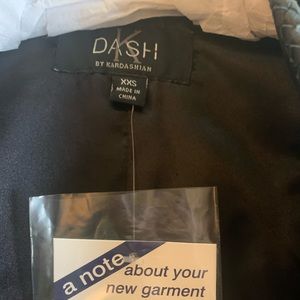 K
DASH
BY KARDASHIAN
XXS
MADE IN
CHINA
a note
about your
new garment